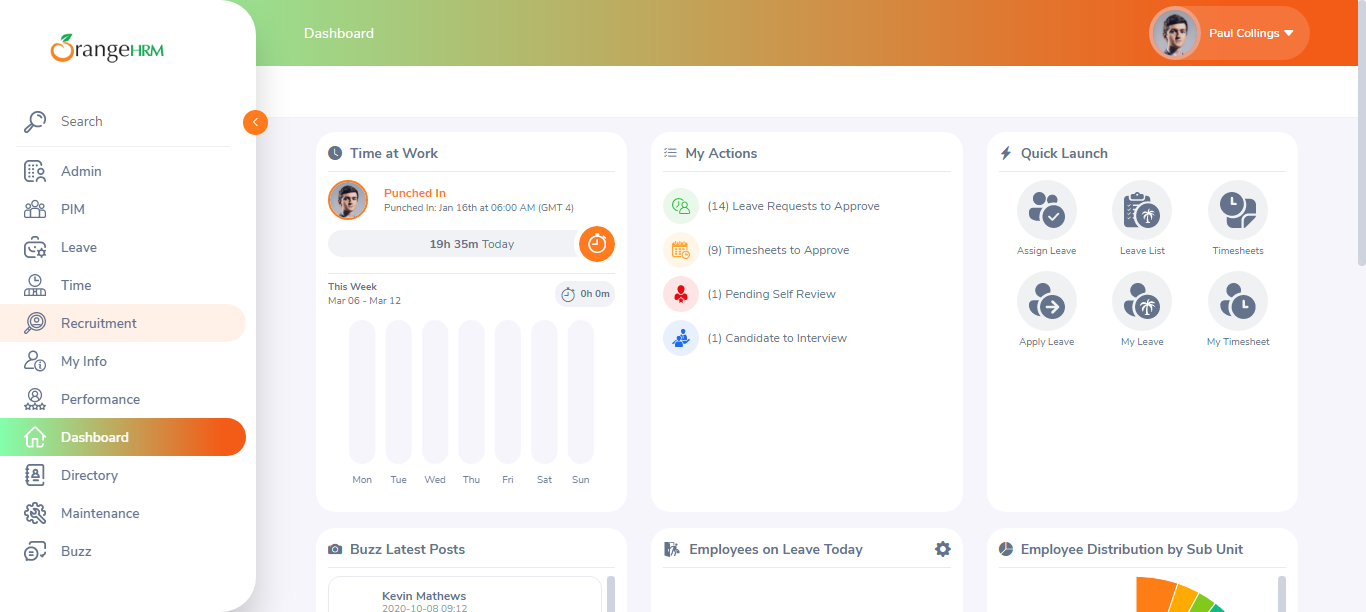 OrangeHRM
Search
Admin
PIM
Leave
Time
Recruitment
My Info
Performance
Dashboard
Directory
Maintenance
Buzz
Dashboard
Paul Collings
Time at Work
Punched In
Punched In: Jan 16th at 06:00 AM (GMT 4)
19h 35m Today
This Week
Mar 06 - Mar 12
0h 0m
Mon Tue Wed Thu Fri Sat Sun
My Actions
(14) Leave Requests to Approve
(9) Timesheets to Approve
(1) Pending Self Review
(1) Candidate to Interview
Quick Launch
Assign Leave Leave List Timesheets
Apply Leave My Leave My Timesheet
Buzz Latest Posts
Kevin Mathews
2020-10-08 09:12
Employees on Leave Today
Employee Distribution by Sub Unit